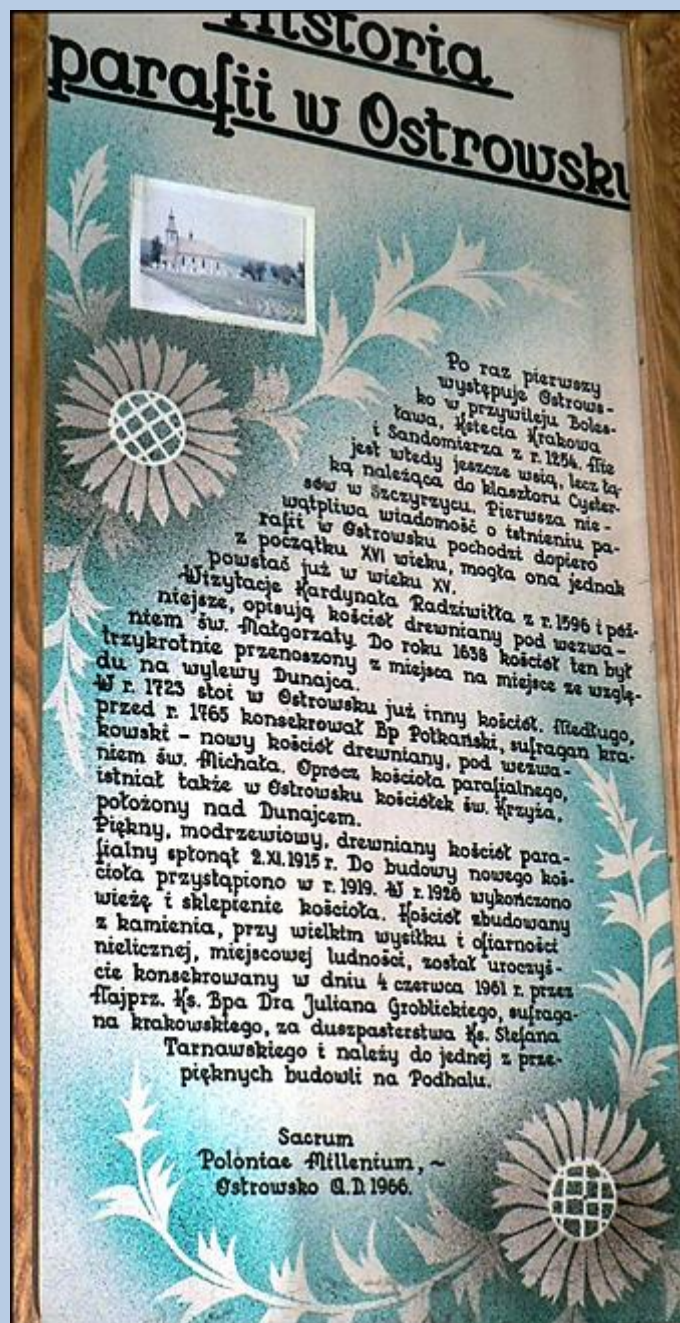 Historia
parafii w Ostrowsku
Po raz pierwszy
występuje Ostrows-
ko w przywileju Boles-
ława, Księcia Krakowa
i Sandomierza z r. 1254. Nie
jest wtedy jeszcze wsią, lecz łą-
ką należąca do klasztoru Cyster-
sów w Szczyrzycu. Pierwsza nie-
wątpliwa wiadomość o istnieniu pa-
rafii w Ostrowsku pochodzi dopiero
z początku XVI wieku, mogła ona jednak
powstać już w wieku XV.
Wizytacje Kardynała Radziwiłła z r. 1596 i póź-
niejsze, opisują kościół drewniany pod wezwa-
niem św. Małgorzaty. Do roku 1638 kościół ten był
trzykrotnie przenoszony z miejsca na miejsce ze wzglę-
du na wylewy Dunajca.
W r. 1723 stoi w Ostrowsku już inny kościół. Niedługo,
przed r. 1765 konsekrował Bp Potkański, sufragan kra-
kowski - nowy kościół drewniany, pod wezwa-
niem św. Michała. Oprócz kościoła parafialnego,
istniał także w Ostrowsku kościółek św. Krzyża,
położony nad Dunajcem.
Piękny, modrzewiowy, drewniany kościół para-
fialny spłonął 2.XI.1915 r. Do budowy nowego koś-
cioła przystąpiono w r. 1919. W r. 1926 wykończono
wieżę i sklepienie kościoła. Kościół zbudowany
z kamienia, przy wielkim wysiłku i ofiarności
nielicznej, miejscowej ludności, został uroczyś-
cie konsekrowany w dniu 4 czerwca 1961 r. przez
Najprz. Ks. Bpa Dra Juliana Groblickiego, sufraga-
na krakowskiego, za duszpasterstwa Ks. Stefana
Tarnawskiego i należy do jednej z prze-
pięknych budowli na Podhalu.
Sacrum
Polóniae Millenium, ~
Ostrowsko A.D. 1966.